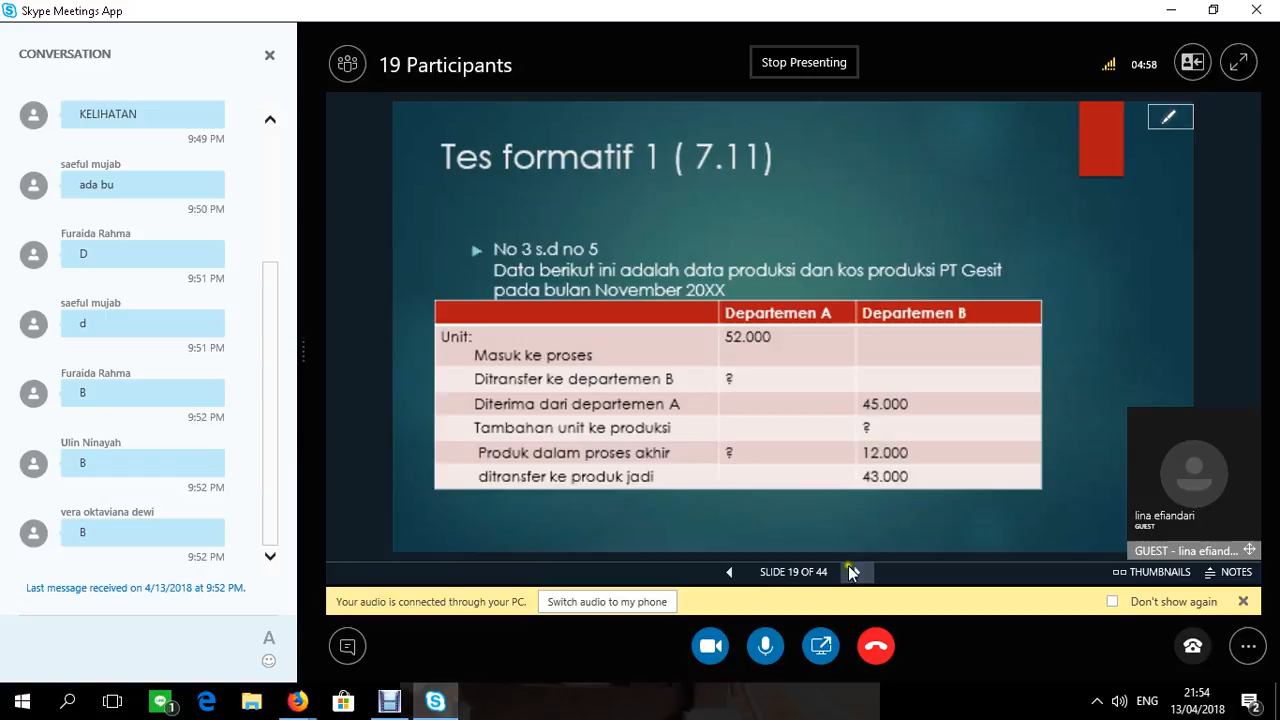 Skype Meetings App
CONVERSATION
KELIHATAN
9:49 PM
saeful mujab
ada bu
9:50 PM
Furaida Rahma
D
9:51 PM
saeful mujab
d
9:51 PM
Furaida Rahma
B
9:52 PM
Ulin Ninayah
B
9:52 PM
vera oktaviana dewi
B
9:52 PM
Last message received on 4/13/2018 at 9:52 PM.
A
19 Participants
Stop Presenting
04:58
Tes formatif 1 ( 7.11)
No 3 s.d no 5
Data berikut ini adalah data produksi dan kos produksi PT Gesit
pada bulan November 20XX
Departemen A Departemen B
Unit: 52.000
Masuk ke proses
Ditransfer ke departemen B ?
Diterima dari departemen A 45.000
Tambahan unit ke produksi ?
Produk dalam proses akhir ? 12.000
ditransfer ke produk jadi 43.000
lina efiandari
GUEST
GUEST - lina efiand...
SLIDE 19 OF 44
THUMBNAILS
NOTES
Your audio is connected through your PC.
Switch audio to my phone
Don't show again
1
ENG
21:54
13/04/2018
2